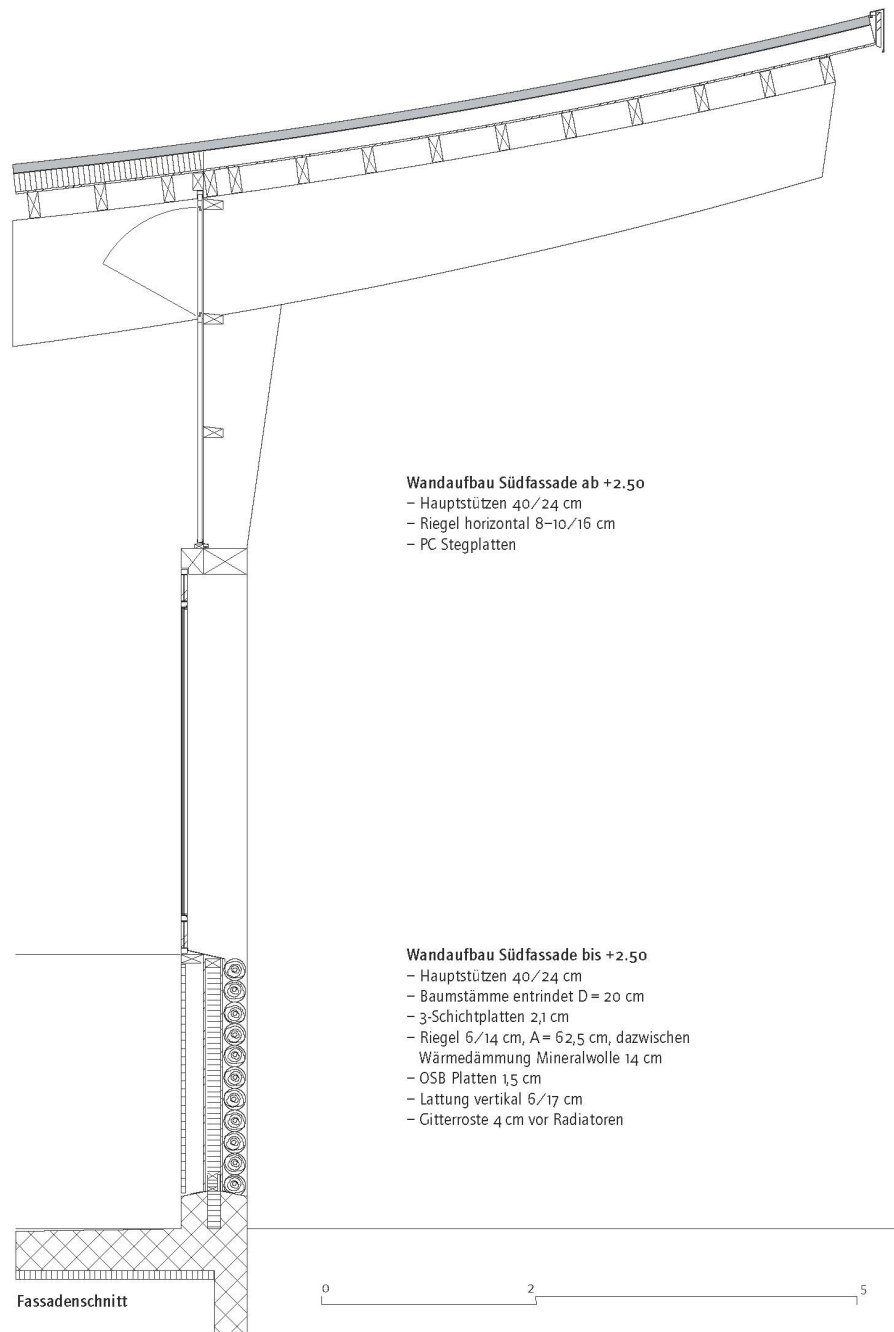 Wandaufbau Südfassade ab +2.50
– Hauptstützen 40/24 cm
– Riegel horizontal 8–10/16 cm
– PC Stegplatten
Wandaufbau Südfassade bis +2.50
– Hauptstützen 40/24 cm
– Baumstämme entrindet D = 20 cm
– 3-Schichtplatten 2,1 cm
– Riegel 6/14 cm, A = 62,5 cm, dazwischen
Wärmedämmung Mineralwolle 14 cm
– OSB Platten 1,5 cm
– Lattung vertikal 6/17 cm
– Gitterroste 4 cm vor Radiatoren
Fassadenschnitt
0 2 5